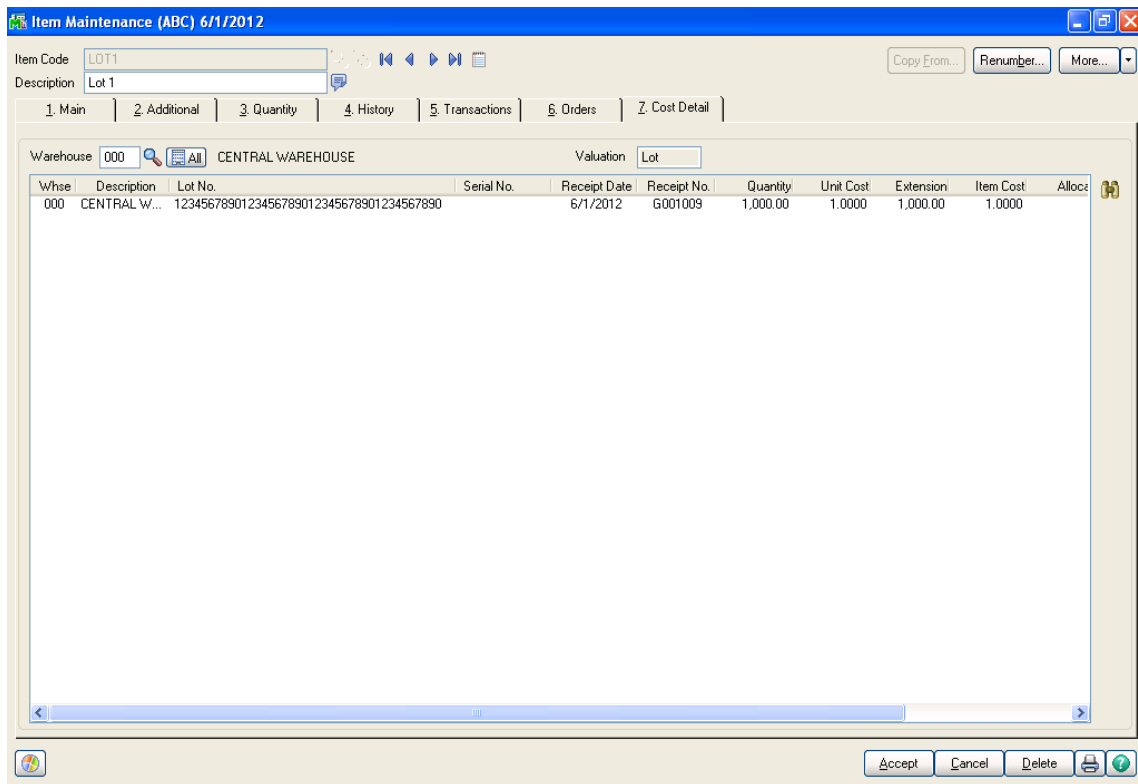 Item Maintenance (ABC) 6/1/2012
Item Code LOT1 Copy From... Renumber... More...
Description Lot 1
1. Main 2. Additional 3. Quantity 4. History 5. Transactions 6. Orders 7. Cost Detail
Warehouse 000 All CENTRAL WAREHOUSE Valuation Lot
Whse Description Lot No. Serial No. Receipt Date Receipt No. Quantity Unit Cost Extension Item Cost Alloca
000 CENTRAL W... 1234567890123456789012345678901234567890 6/1/2012 G001009 1,000.00 1.0000 1,000.00 1.0000
Accept Cancel Delete